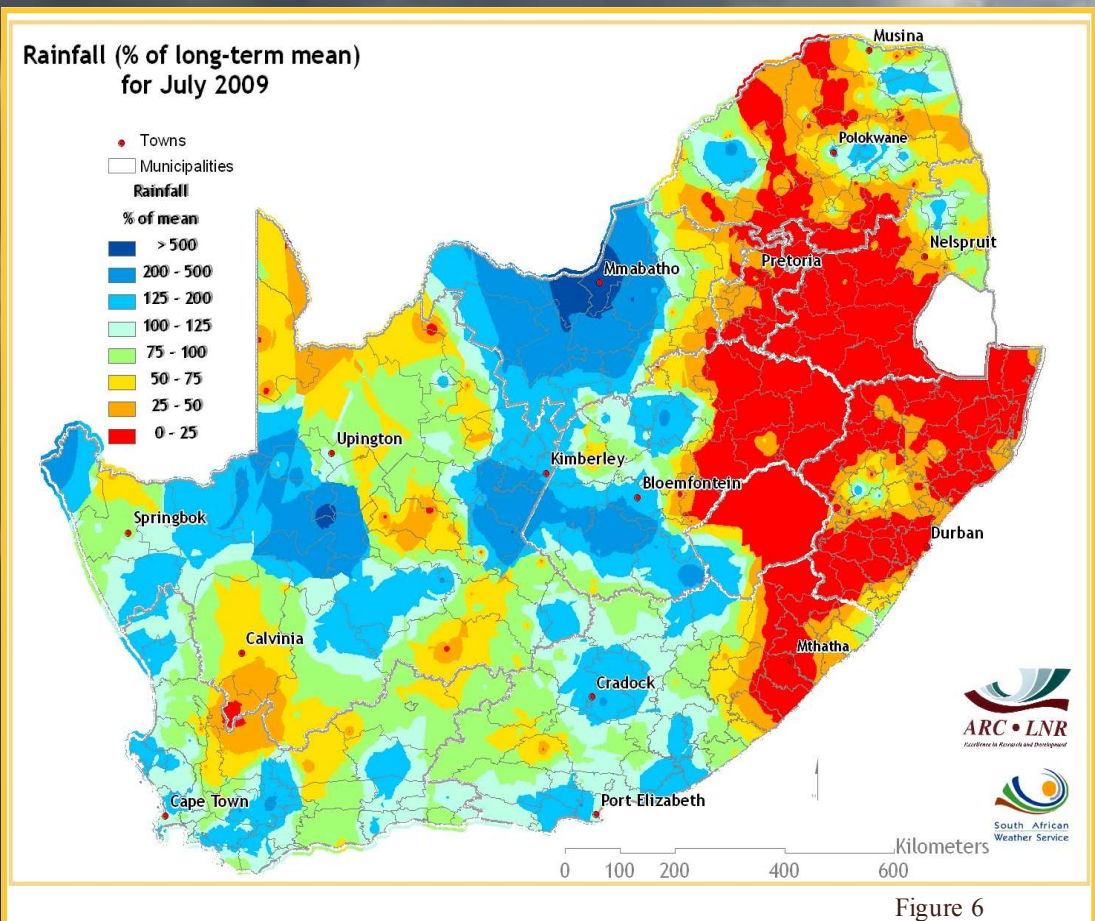 Rainfall (% of long-term mean)
for July 2009
Towns
Municipalities
Rainfall
% of mean
> 500
200 - 500
125 - 200
100 - 125
75 - 100
50 - 75
25 - 50
0 - 25
Musina
Polokwane
Nelspruit
Pretoria
Mmabatho
Upington
Kimberley
Bloemfontein
Springbok
Durban
Calvinia
Mthatha
Cradock
Cape Town
Port Elizabeth
ARC • LNR
Excellence in Research and Development
South African
Weather Service
Kilometers
0 100 200 400 600
Figure 6